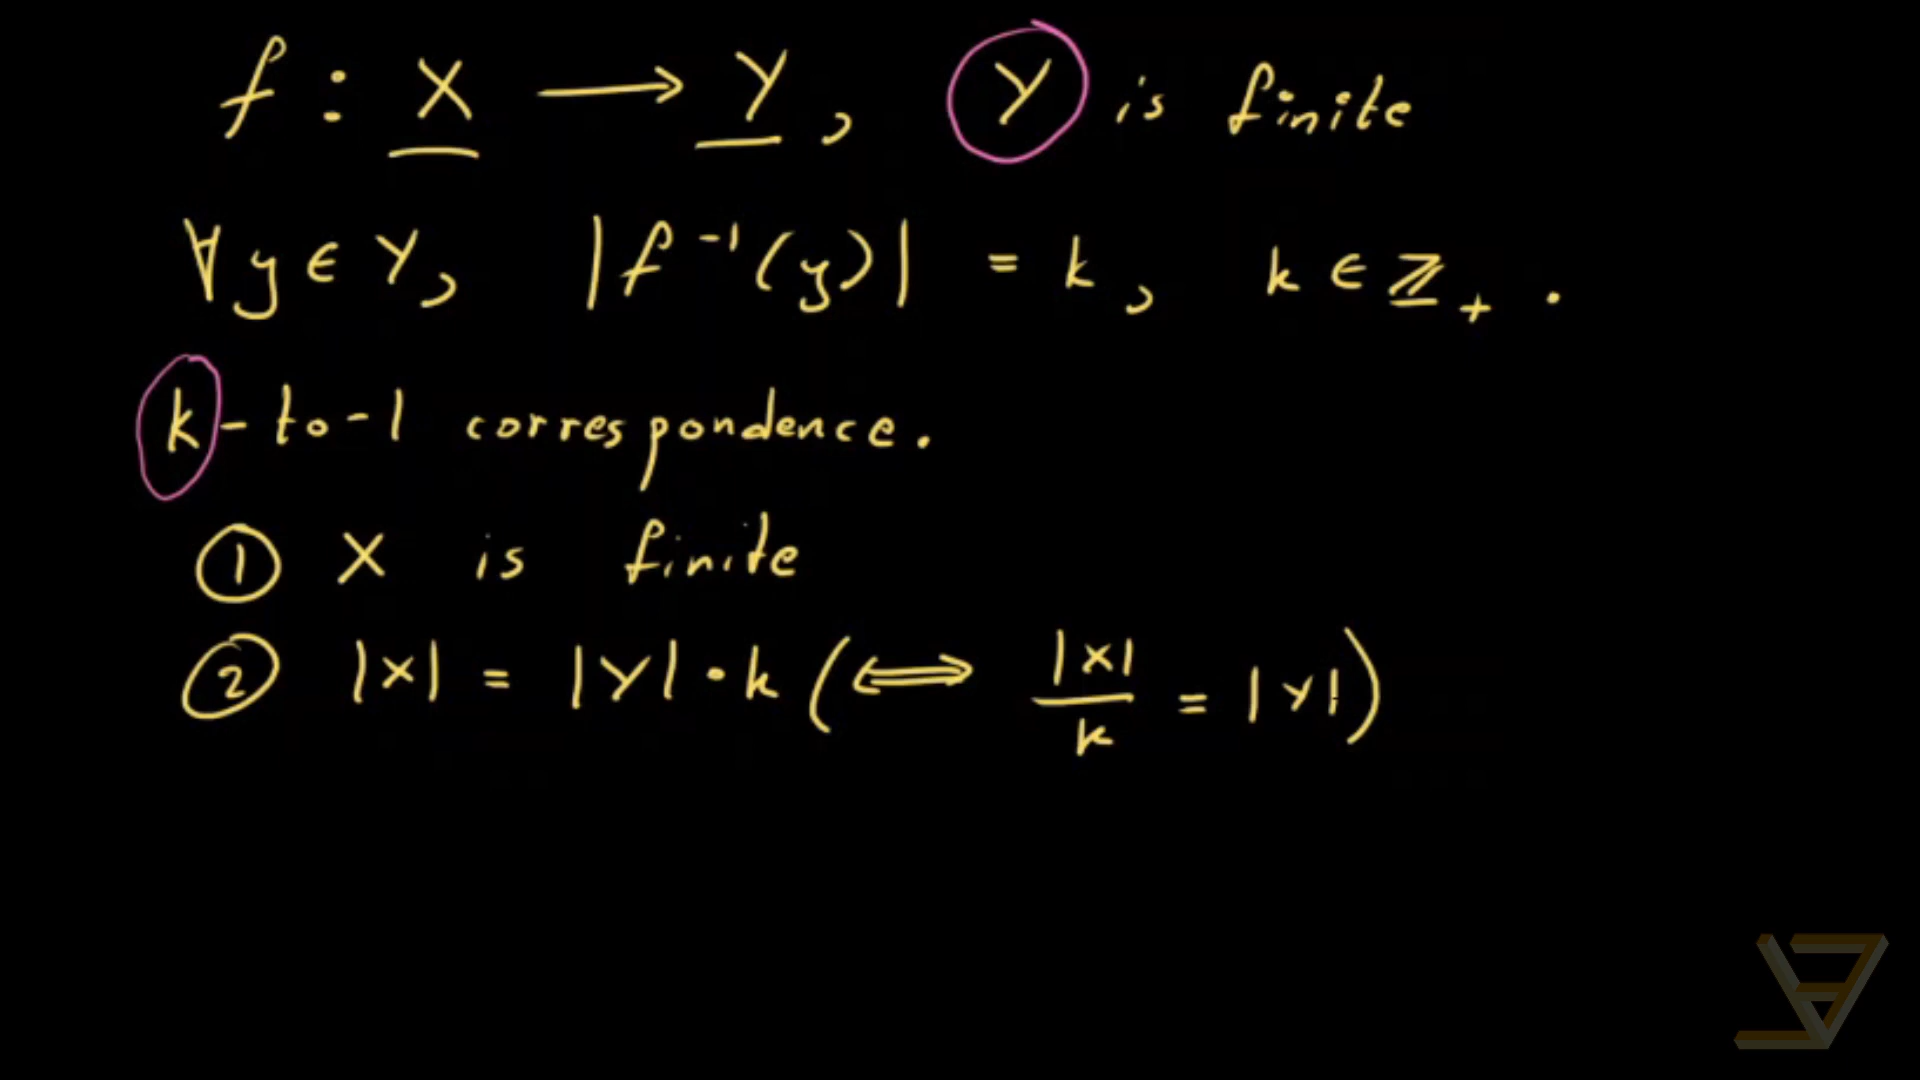 f : X ⟶ Y, Y is finite
∀ y ∈ Y, |f⁻¹(y)| = k, k ∈ ℤ₊ .
k-to-1 correspondence.
① X is finite
② |X| = |Y| · k (⟺ |X|/k = |Y|)